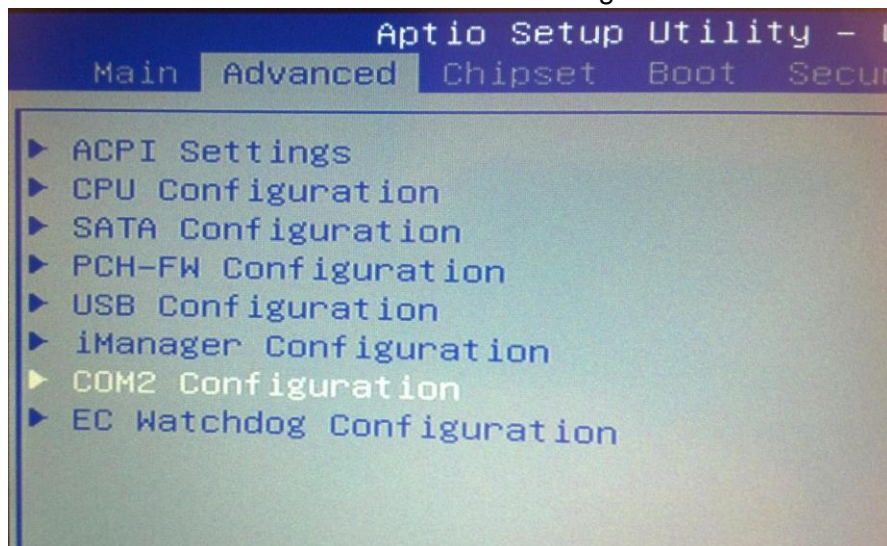 Aptio Setup Utility –
Main Advanced Chipset Boot Secur
ACPI Settings
CPU Configuration
SATA Configuration
PCH-FW Configuration
USB Configuration
iManager Configuration
COM2 Configuration
EC Watchdog Configuration